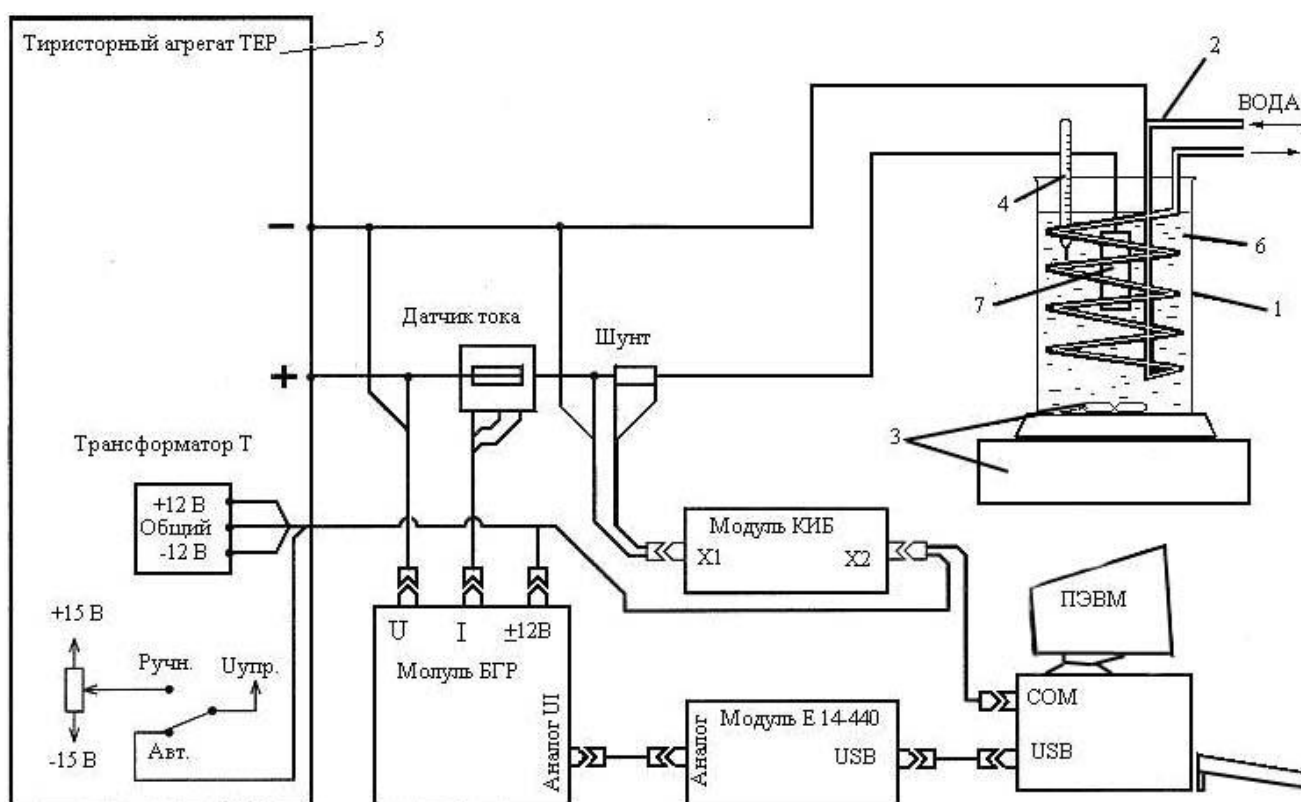 Тиристорный агрегат ТЕР
5
2
ВОДА
4
6
7
1
−
Датчик тока
Шунт
+
3
Трансформатор Т
+12 В
Общий
-12 В
Модуль КИБ
X1
X2
ПЭВМ
+15 В
Ручн.
Uупр.
Авт.
-15 В
U
I
±12В
Молуль БГР
Аналог UI
Аналог
Модуль Е 14-440
USB
COM
USB